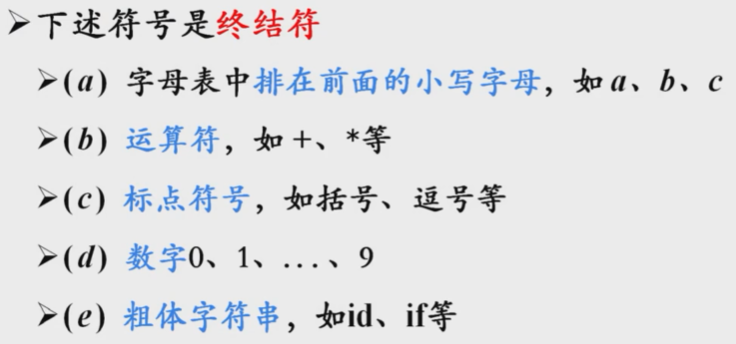 ➢下述符号是终结符
➢(a) 字母表中排在前面的小写字母，如 a、b、c
➢(b) 运算符，如 +、*等
➢(c) 标点符号，如括号、逗号等
➢(d) 数字0、1、...、9
➢(e) 粗体字符串，如id、if等